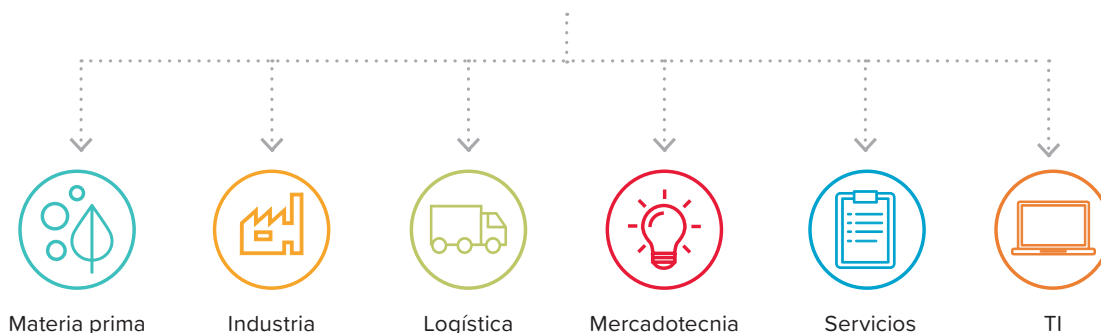 Materia prima
Industria
Logística
Mercadotecnia
Servicios
TI